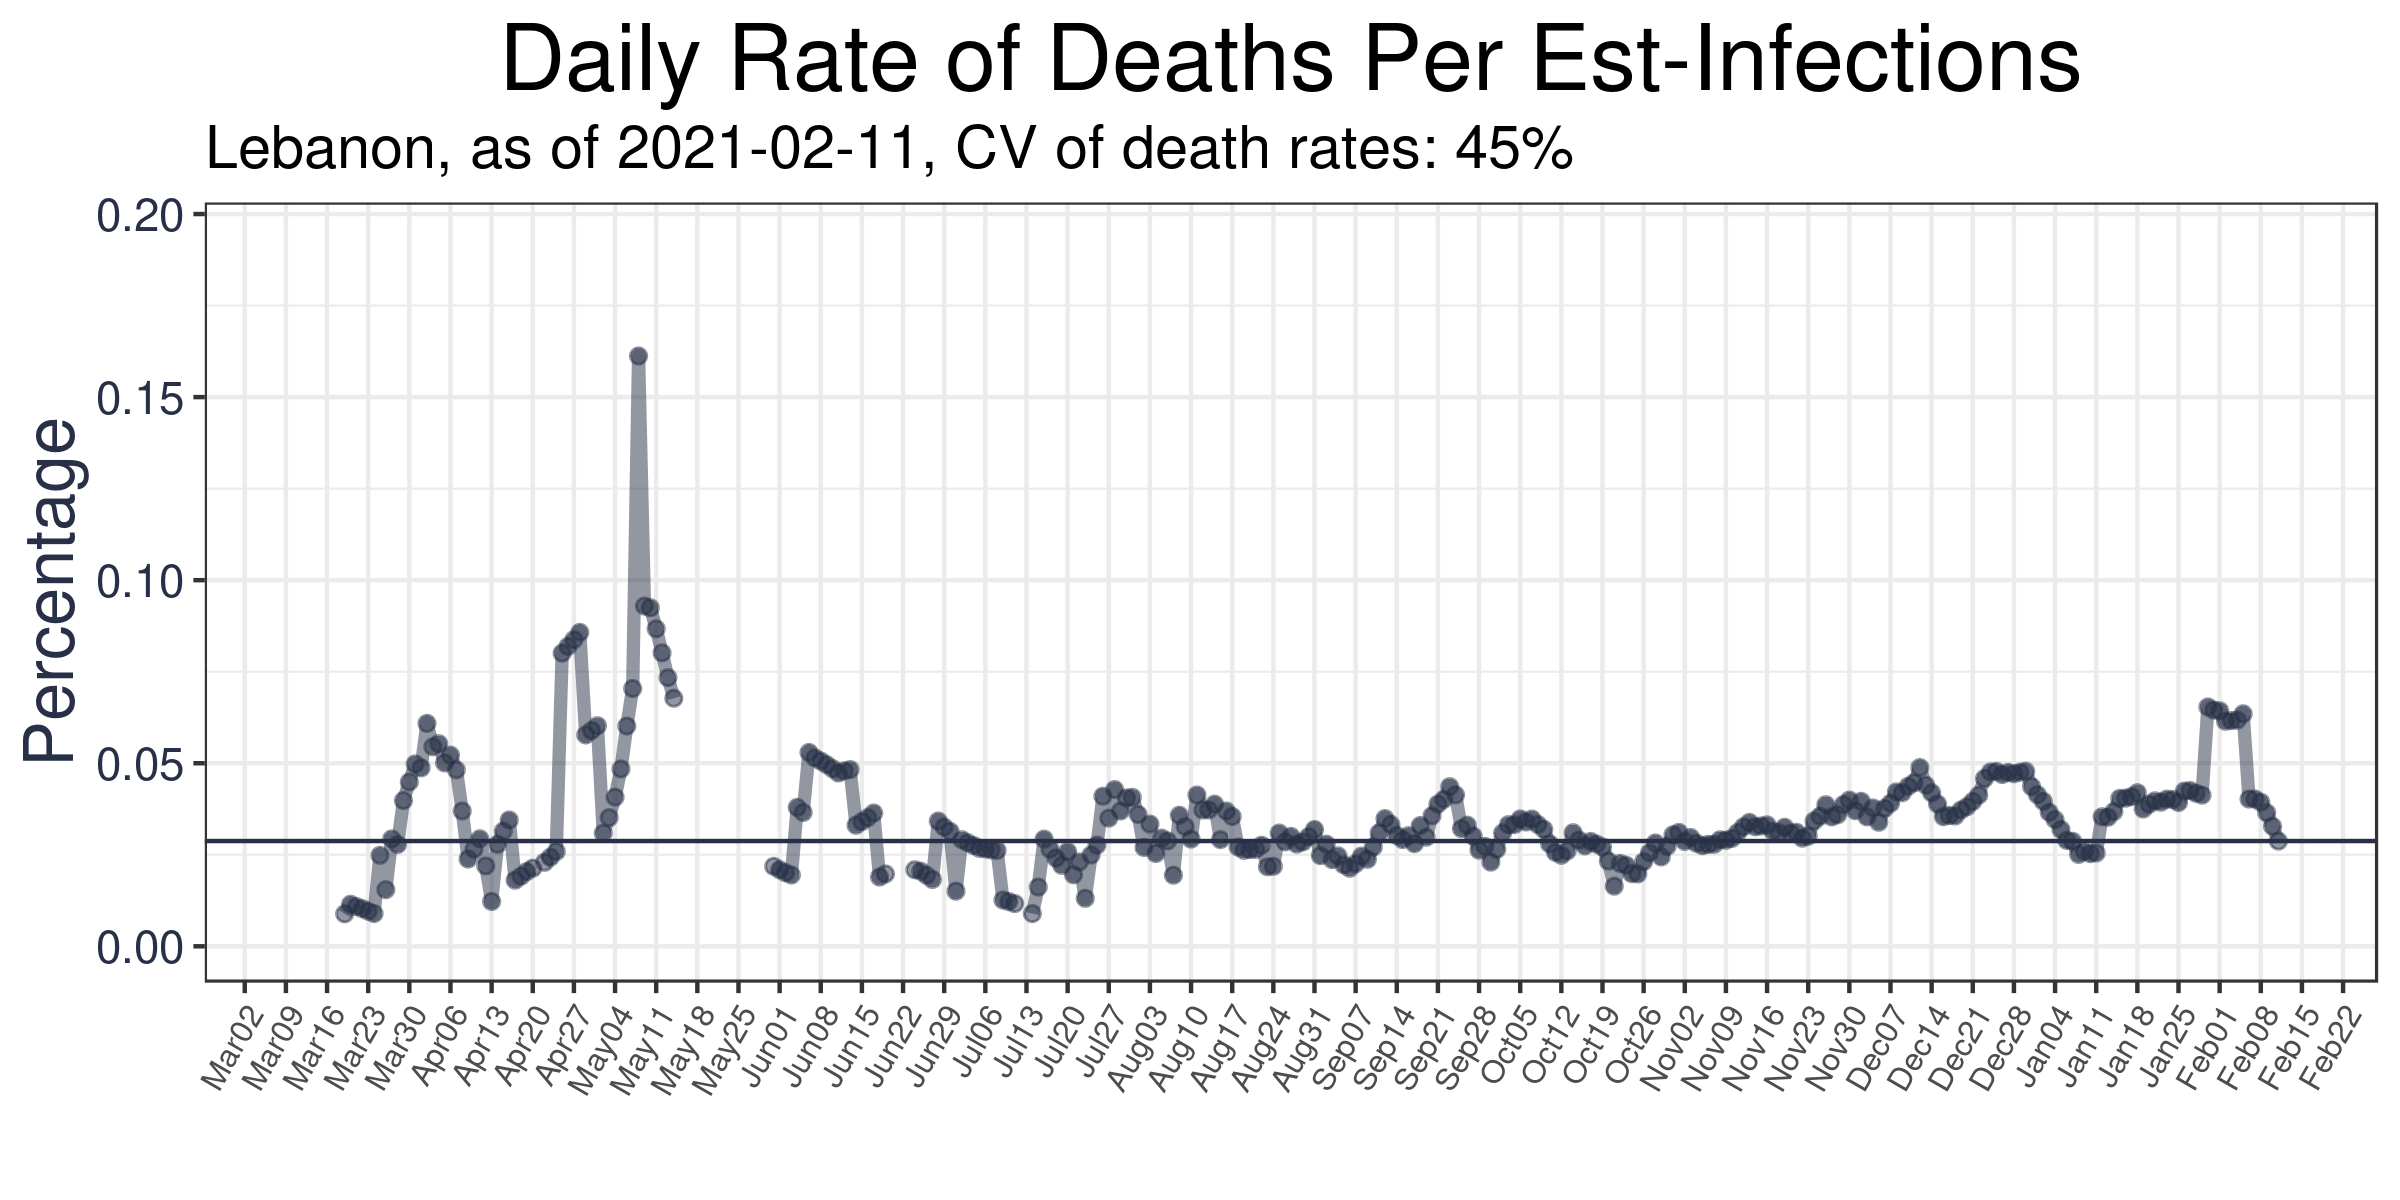 Daily Rate of Deaths Per Est-Infections
Lebanon, as of 2021-02-11, CV of death rates: 45%
Percentage
0.20
0.15
0.10
0.05
0.00
Mar02 Mar09 Mar16 Mar23 Mar30 Apr06 Apr13 Apr20 Apr27 May04 May11 May18 May25 Jun01 Jun08 Jun15 Jun22 Jun29 Jul06 Jul13 Jul20 Jul27 Aug03 Aug10 Aug17 Aug24 Aug31 Sep07 Sep14 Sep21 Sep28 Oct05 Oct12 Oct19 Oct26 Nov02 Nov09 Nov16 Nov23 Nov30 Dec07 Dec14 Dec21 Dec28 Jan04 Jan11 Jan18 Jan25 Feb01 Feb08 Feb15 Feb22